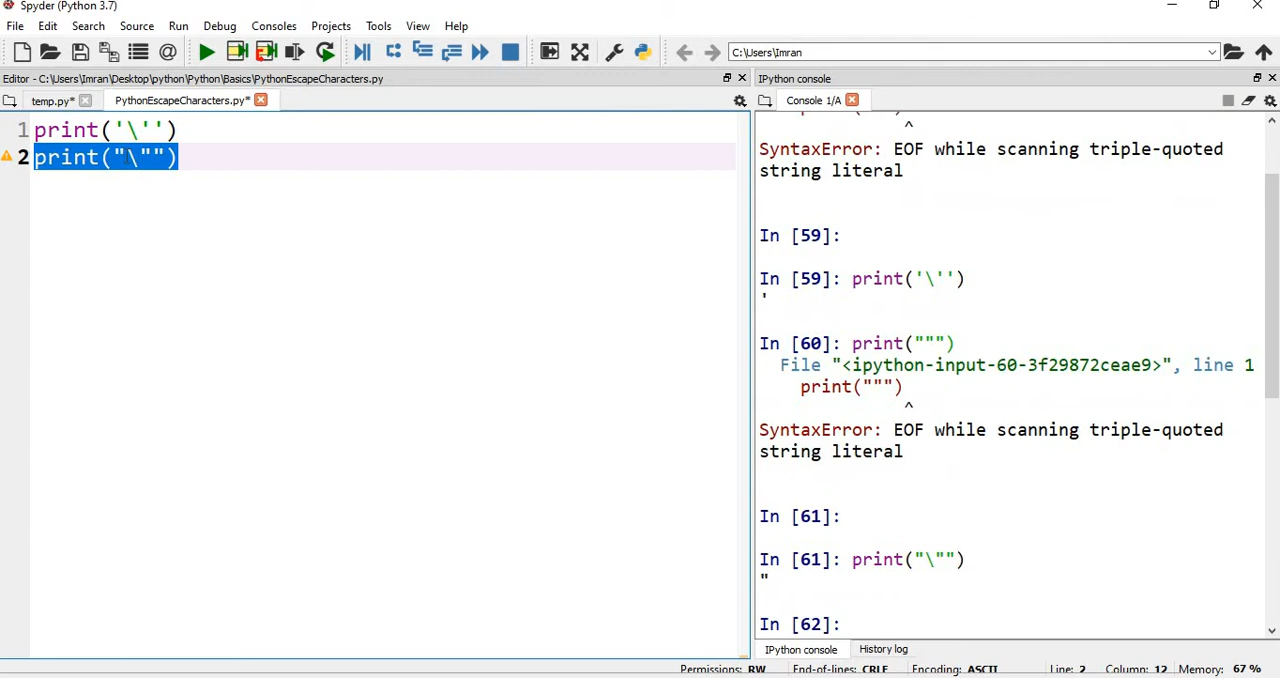 Spyder (Python 3.7)
File Edit Search Source Run Debug Consoles Projects Tools View Help
C:\Users\Imran
Editor - C:\Users\Imran\Desktop\python\Python\Basics\PythonEscapeCharacters.py
temp.py* PythonEscapeCharacters.py*
1 print('\'')
2 print("\"")
IPython console
Console 1/A
^
SyntaxError: EOF while scanning triple-quoted
string literal
In [59]:
In [59]: print('\'')
'
In [60]: print(""")
File "<ipython-input-60-3f29872ceae9>", line 1
print(""")
^
SyntaxError: EOF while scanning triple-quoted
string literal
In [61]:
In [61]: print("\"")
"
In [62]:
IPython console History log
Permissions: RW End-of-lines: CRLF Encoding: ASCII Line: 2 Column: 12 Memory: 67 %